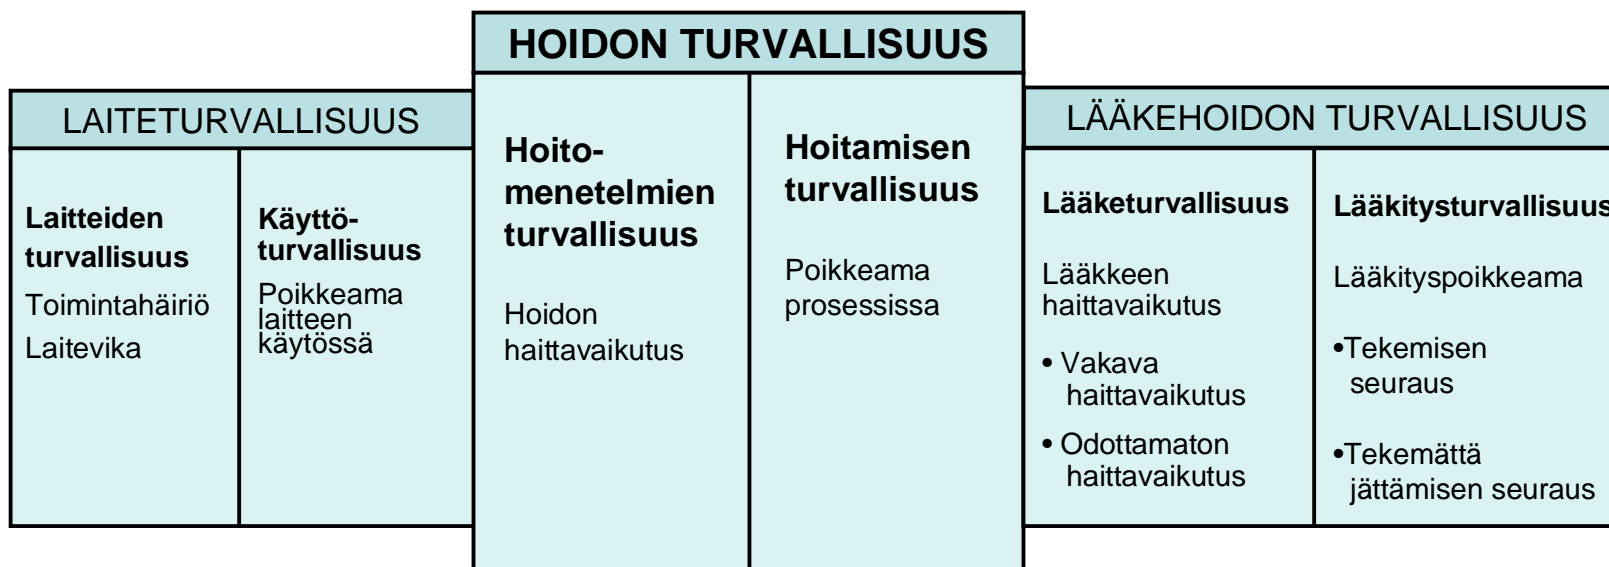 HOIDON TURVALLISUUS
LAITETURVALLISUUS
Laitteiden
turvallisuus
Toimintahäiriö
Laitevika
Käyttö-
turvallisuus
Poikkeama
laitteen
käytössä
Hoito-
menetelmien
turvallisuus
Hoidon
haittavaikutus
Hoitamisen
turvallisuus
Poikkeama
prosessissa
LÄÄKEHOIDON TURVALLISUUS
Lääketurvallisuus
Lääkkeen
haittavaikutus
• Vakava
haittavaikutus
• Odottamaton
haittavaikutus
Lääkitysturvallisuus
Lääkityspoikkeama
•Tekemisen
seuraus
•Tekemättä
jättämisen seuraus